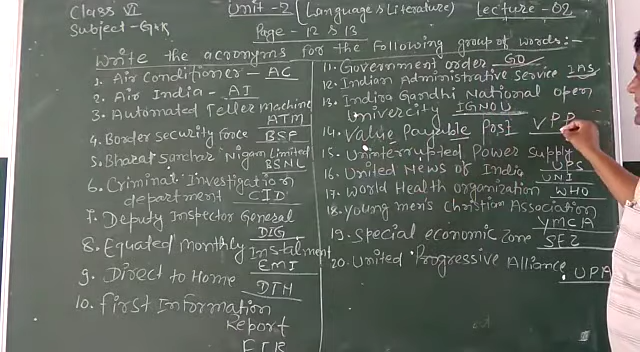 Class VI
Unit-2 (Language & Literature)
Lecture-02
Subject-G.K
Page-12 & 13
Write the acronyms for the following group of words:-
1. Air Conditioner - AC
2. Air India - AI
3. Automated Teller Machine
ATM
4. Border security force BSF
5. Bharat Sanchar Nigam Limited
BSNL
6. Criminal Investigation
department CID
7. Deputy Inspector General
DIG
8. Equated monthly Instalment
EMI
9. Direct to Home
DTH
10. First Information
Report
FIR
11. Government order - GO
12. Indian Administrative service IAS
13. Indira Gandhi National open
Univercity IGNOU
14. Value Payable Post VPP
15. Uninterrupted Power Supply
UPS
16. United News of India
UNI
17. World Health organization WHO
18. Young men's Christian Association
YMCA
19. Special economic zone SEZ
20. United Progressive Alliance
UPA